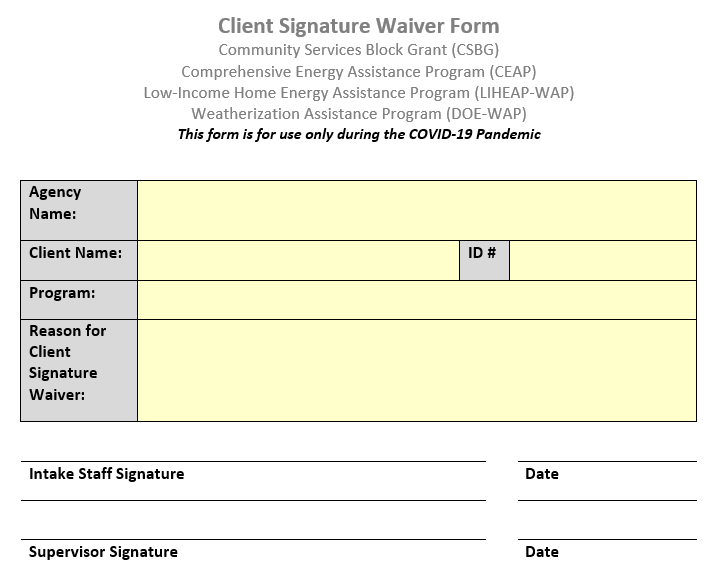 Client Signature Waiver Form
Community Services Block Grant (CSBG)
Comprehensive Energy Assistance Program (CEAP)
Low-Income Home Energy Assistance Program (LIHEAP-WAP)
Weatherization Assistance Program (DOE-WAP)
This form is for use only during the COVID-19 Pandemic
Agency
Name:
Client Name:
ID #
Program:
Reason for
Client
Signature
Waiver:
Intake Staff Signature
Date
Supervisor Signature
Date